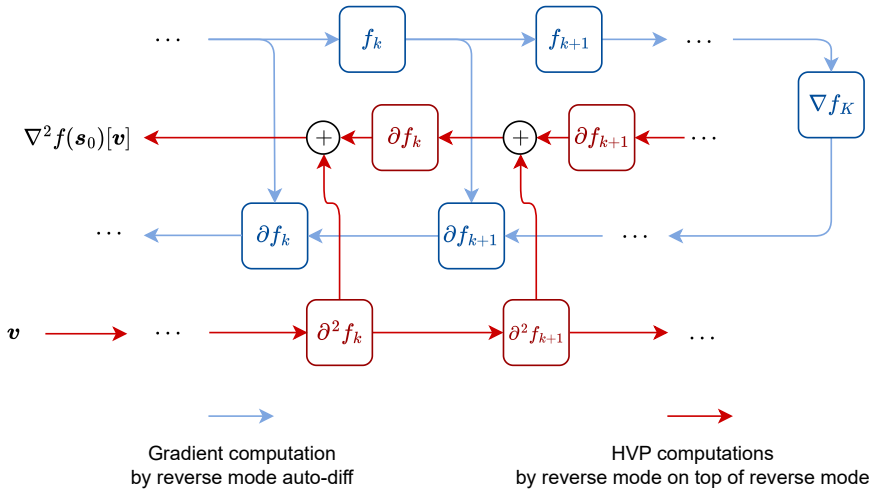 ⋯ f_k f_{k+1} ⋯
∇f_K
∇²f(𝒔₀)[𝒗] + ∂f_k + ∂f_{k+1} ⋯
⋯ ∂f_k ∂f_{k+1} ⋯
𝒗 ⋯ ∂²f_k ∂²f_{k+1} ⋯
Gradient computation
by reverse mode auto-diff
HVP computations
by reverse mode on top of reverse mode